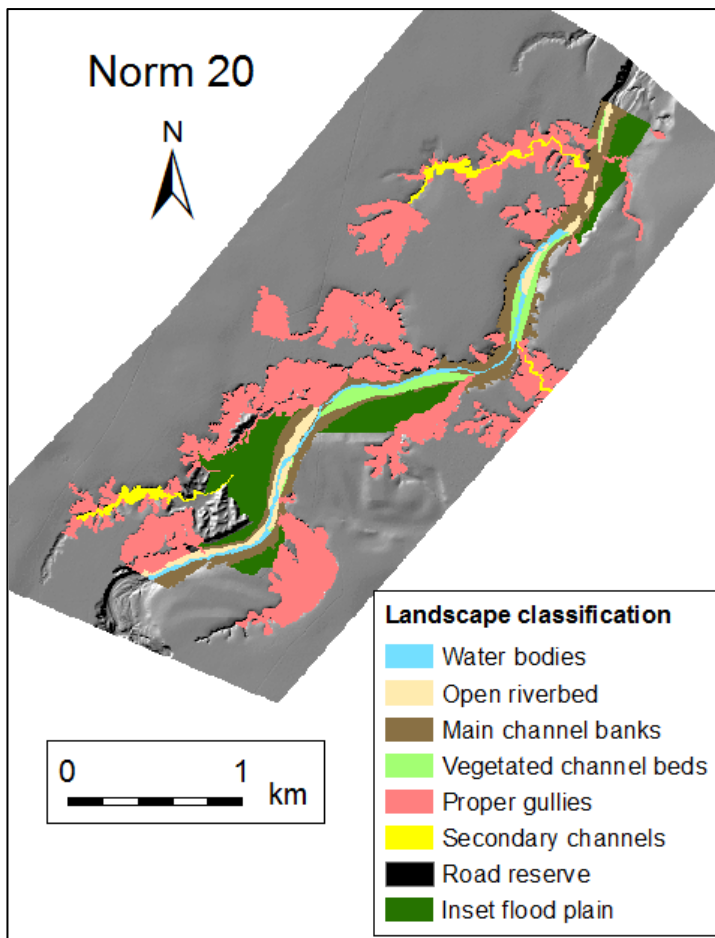 Norm 20
N
Landscape classification
Water bodies
Open riverbed
Main channel banks
Vegetated channel beds
Proper gullies
Secondary channels
Road reserve
Inset flood plain
0 1
km